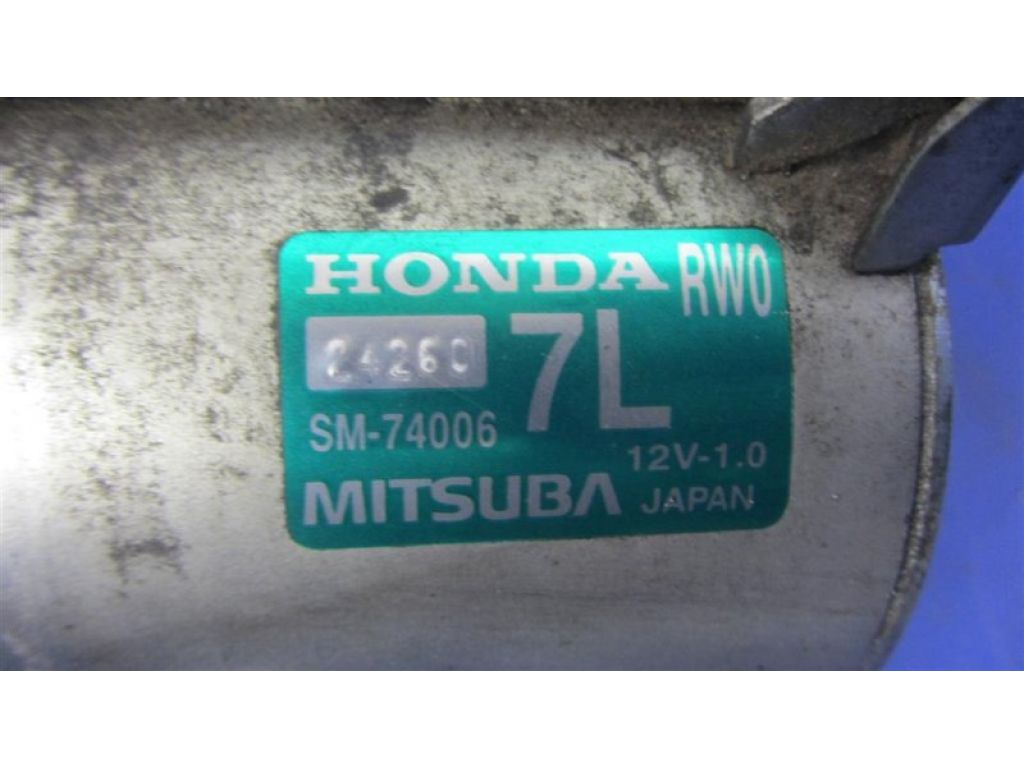 HONDA RW0
24260 7L
SM-74006
12V-1.0
MITSUBA JAPAN